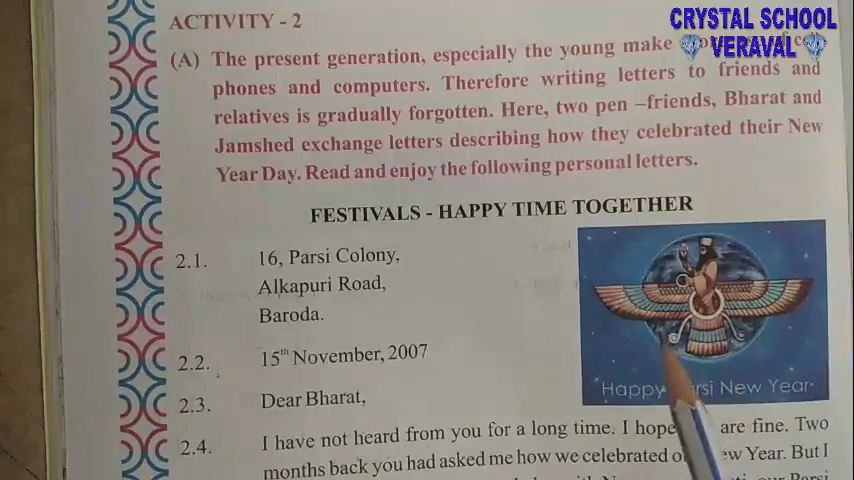 CRYSTAL SCHOOL
VERAVAL
ACTIVITY - 2
(A) The present generation, especially the young make
phones and computers. Therefore writing letters to friends and
relatives is gradually forgotten. Here, two pen –friends, Bharat and
Jamshed exchange letters describing how they celebrated their New
Year Day. Read and enjoy the following personal letters.
FESTIVALS - HAPPY TIME TOGETHER
2.1. 16, Parsi Colony,
Alkapuri Road,
Baroda.
2.2. 15th November, 2007
2.3. Dear Bharat,
Happy New Year
2.4. I have not heard from you for a long time. I hope are fine. Two
months back you had asked me how we celebrated Year. But I